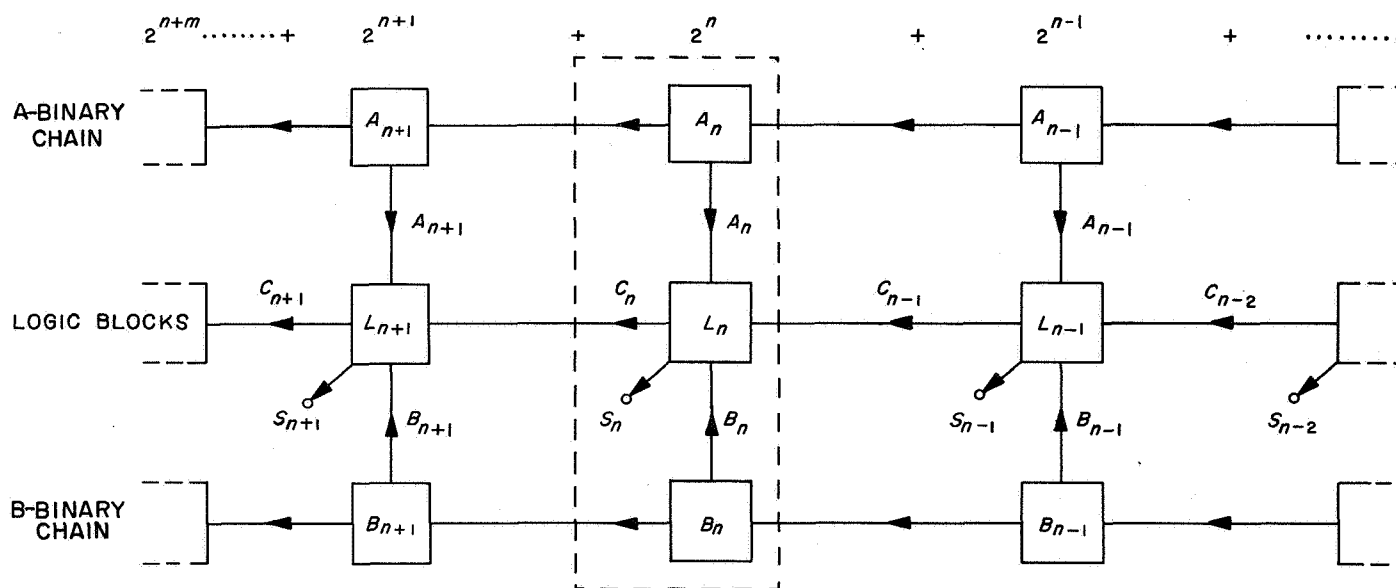 2^{n+m} ........ + 2^{n+1} + 2^n + 2^{n-1} + ........
A-BINARY
CHAIN
A_{n+1} A_n A_{n-1}
A_{n+1} A_n A_{n-1}
C_{n+1} C_n C_{n-1} C_{n-2}
LOGIC BLOCKS L_{n+1} L_n L_{n-1}
S_{n+1} B_{n+1} S_n B_n S_{n-1} B_{n-1} S_{n-2}
B-BINARY
CHAIN
B_{n+1} B_n B_{n-1}